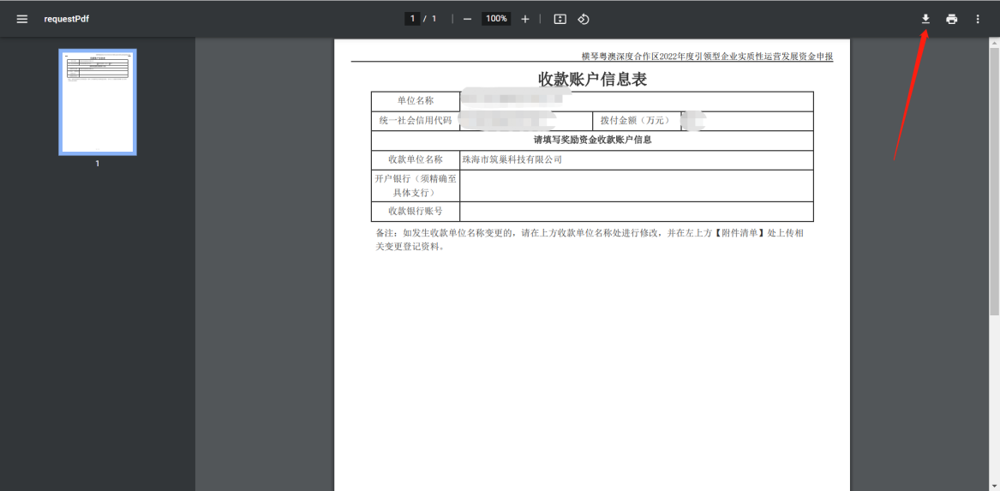 requestPdf
1 / 1
100%
横琴粤澳深度合作区2022年度引领型企业实质性运营发展资金申报
收款账户信息表
单位名称
统一社会信用代码 拨付金额（万元）
请填写奖励资金收款账户信息
收款单位名称 珠海市筑巢科技有限公司
开户银行（须精确至
具体支行）
收款银行账号
备注：如发生收款单位名称变更的，请在上方收款单位名称处进行修改，并在左上方【附件清单】处上传相
关变更登记资料。
1